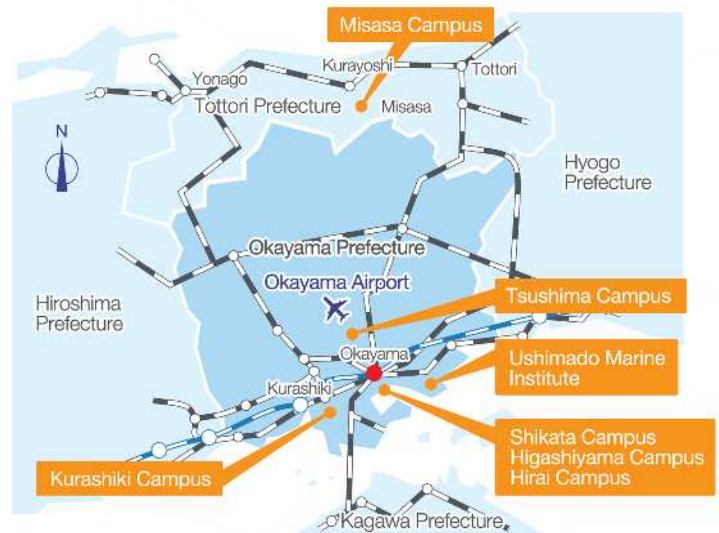 Misasa Campus
Kurayoshi
Tottori
Yonago
Tottori Prefecture
Misasa
N
Hyogo
Prefecture
Okayama Prefecture
Okayama Airport
Hiroshima
Prefecture
Tsushima Campus
Okayama
Ushimado Marine
Institute
Kurashiki
Shikata Campus
Higashiyama Campus
Hirai Campus
Kurashiki Campus
Kagawa Prefecture